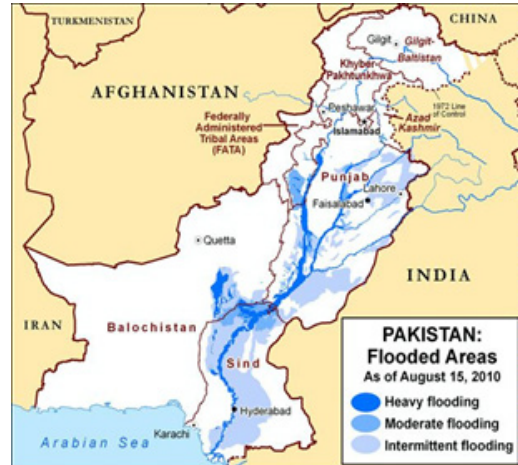 TURKMENISTAN
CHINA
Gilgit
Gilgit-
Baltistan
Khyber-
Pakhtunkhwa
AFGHANISTAN
Peshawar
1972 Line
of Control
Islamabad
Azad
Kashmir
Federally
Administered
Tribal Areas
(FATA)
Punjab
Lahore
Faisalabad
Quetta
INDIA
IRAN
Balochistan
Sind
Hyderabad
Karachi
Arabian Sea
PAKISTAN:
Flooded Areas
As of August 15, 2010
Heavy flooding
Moderate flooding
Intermittent flooding